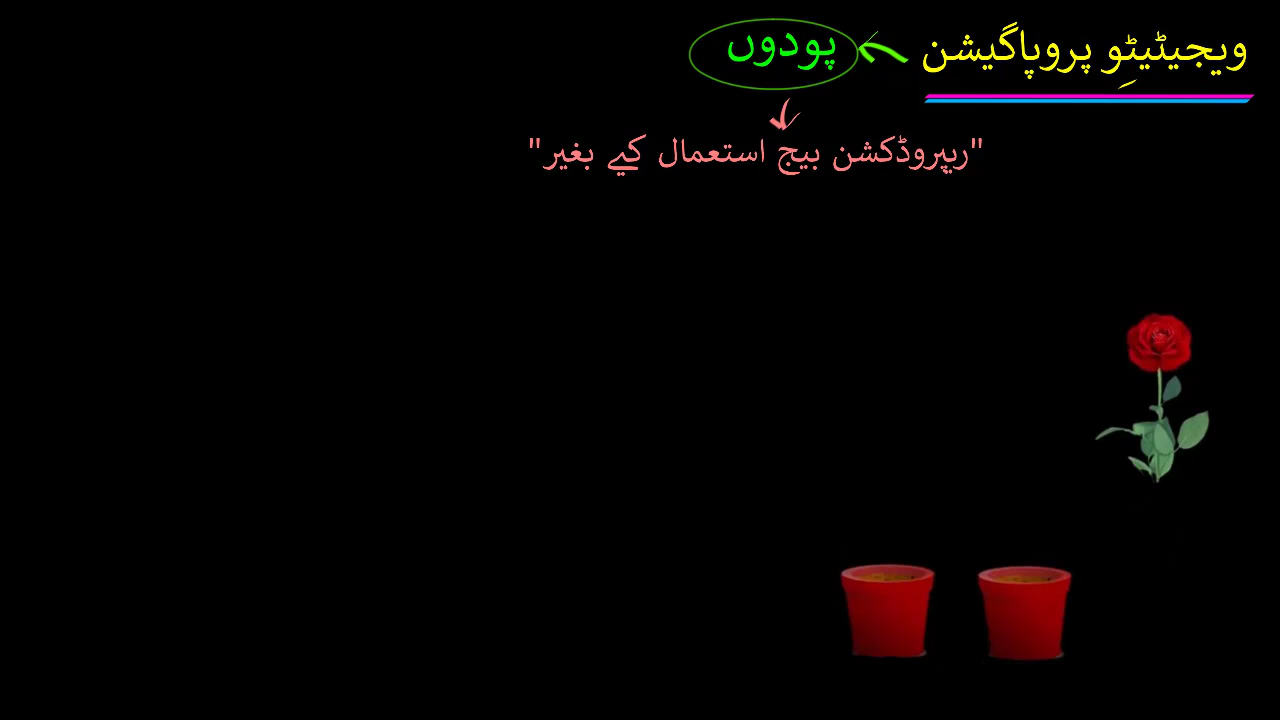 ویجیٹیٹِو پروپاگیشن
پودوں
"ریپروڈکشن بیج استعمال کیے بغیر"